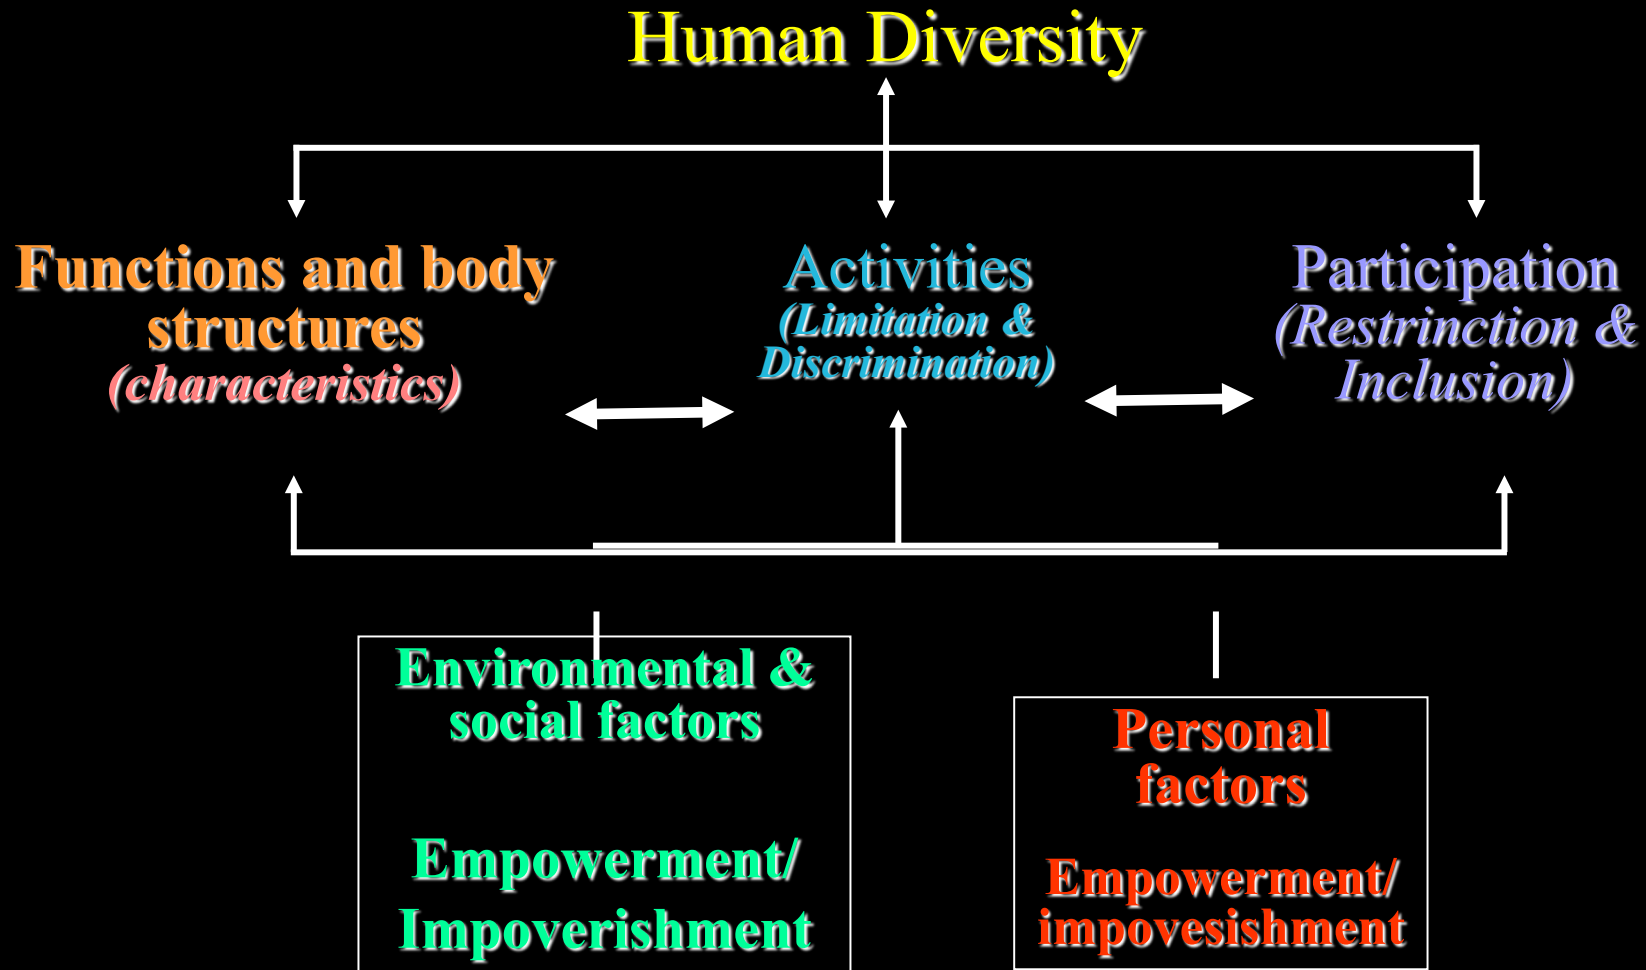 Human Diversity
Functions and body
structures
(characteristics)
Activities
(Limitation &
Discrimination)
Participation
(Restrinction &
Inclusion)
Environmental &
social factors
Empowerment/
Impoverishment
Personal
factors
Empowerment/
impovesishment